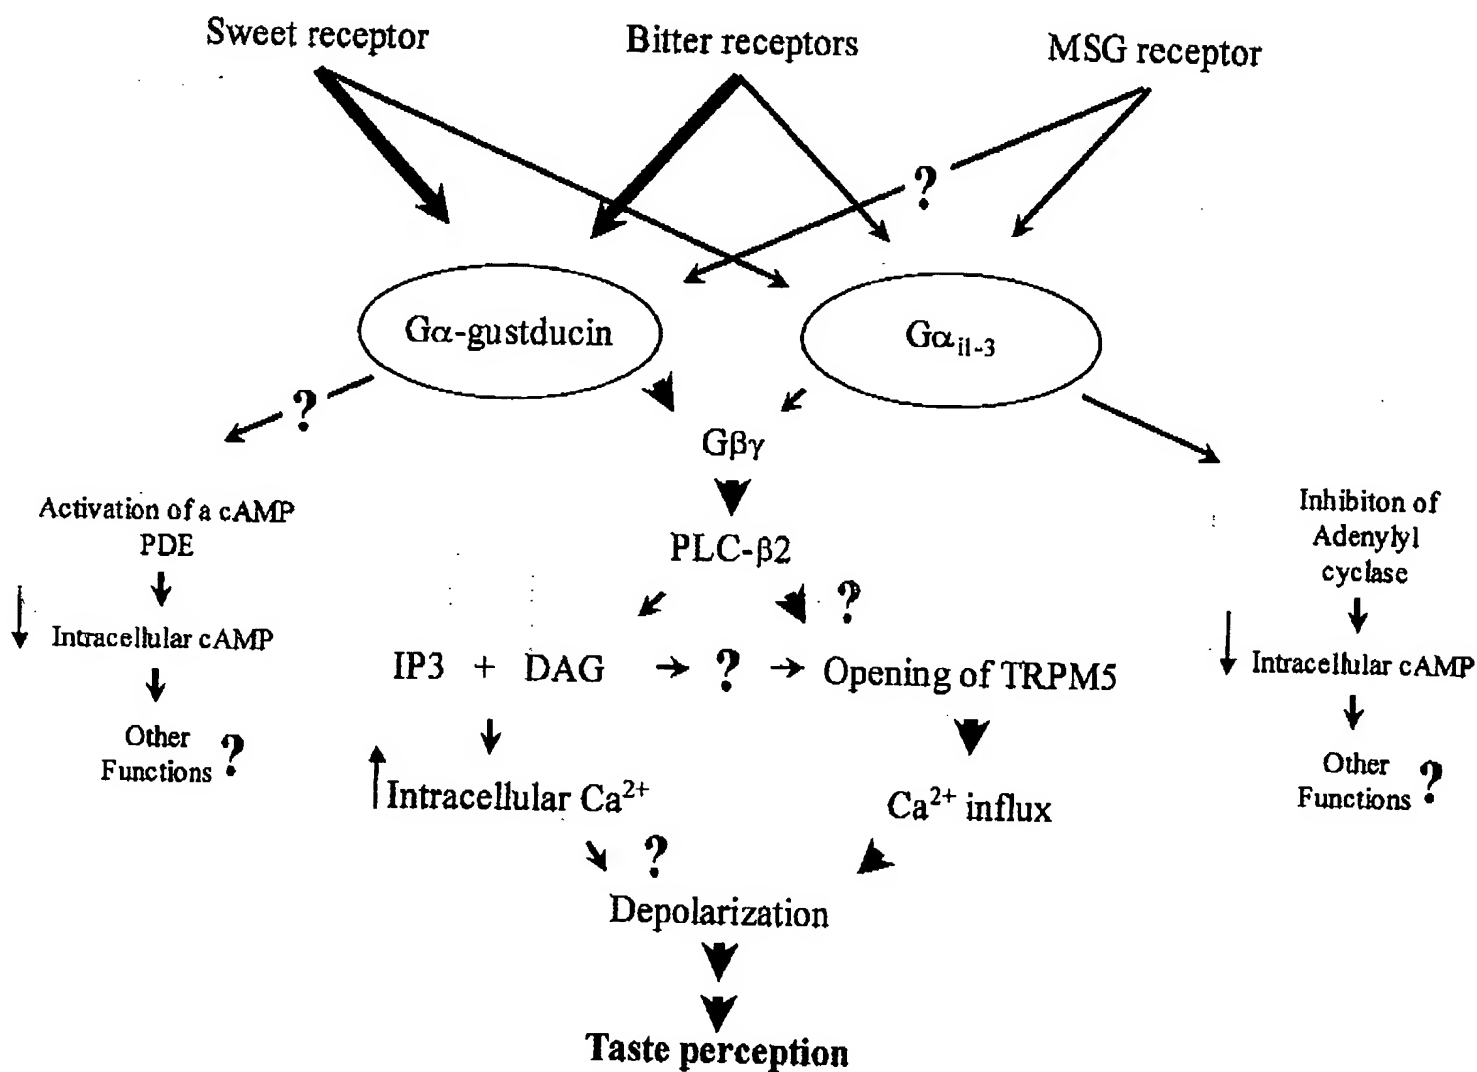 Sweet receptor
Bitter receptors
MSG receptor
?
Gα-gustducin
Gα_il-3
?
Gβγ
Activation of a cAMP
PDE
PLC-β2
Inhibiton of
Adenylyl
cyclase
?
Intracellular cAMP
IP3 + DAG
?
Opening of TRPM5
Intracellular cAMP
Other
Functions ?
Intracellular Ca²⁺
Ca²⁺ influx
Other
Functions ?
?
Depolarization
Taste perception